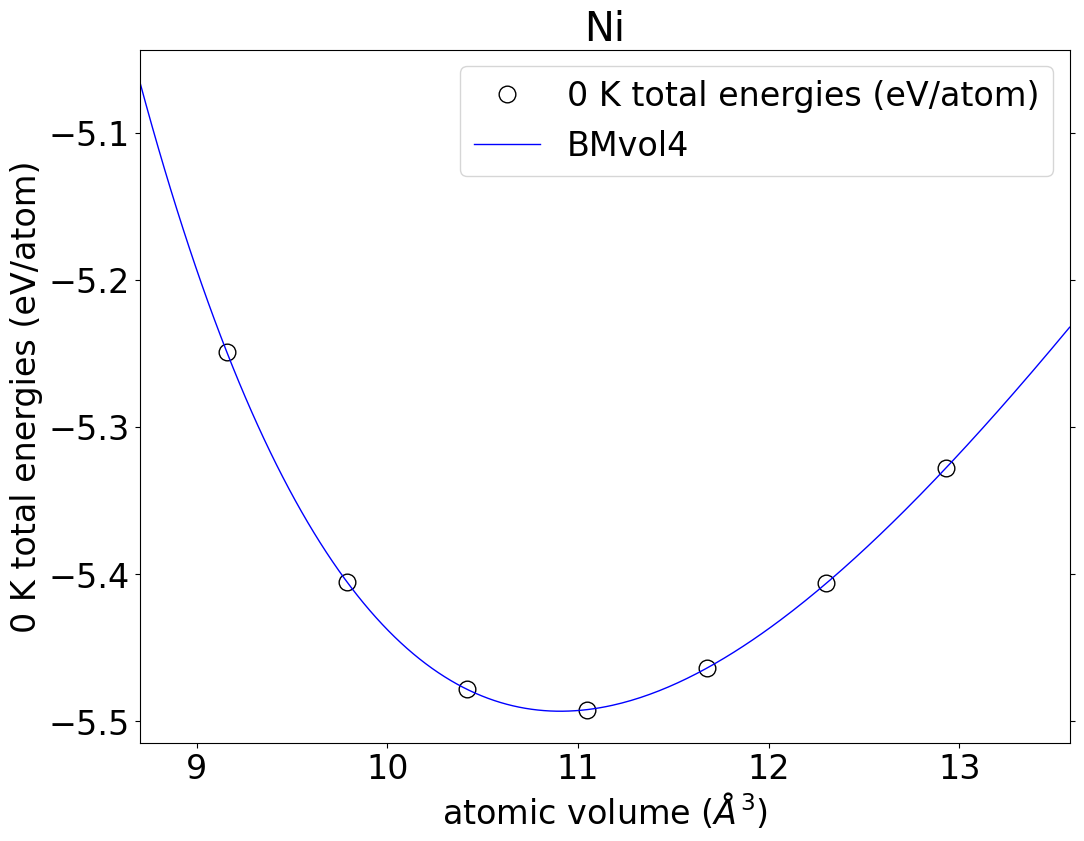 Ni
0 K total energies (eV/atom)
BMvol4
0 K total energies (eV/atom)
−5.1
−5.2
−5.3
−5.4
−5.5
9 10 11 12 13
atomic volume (Å³)